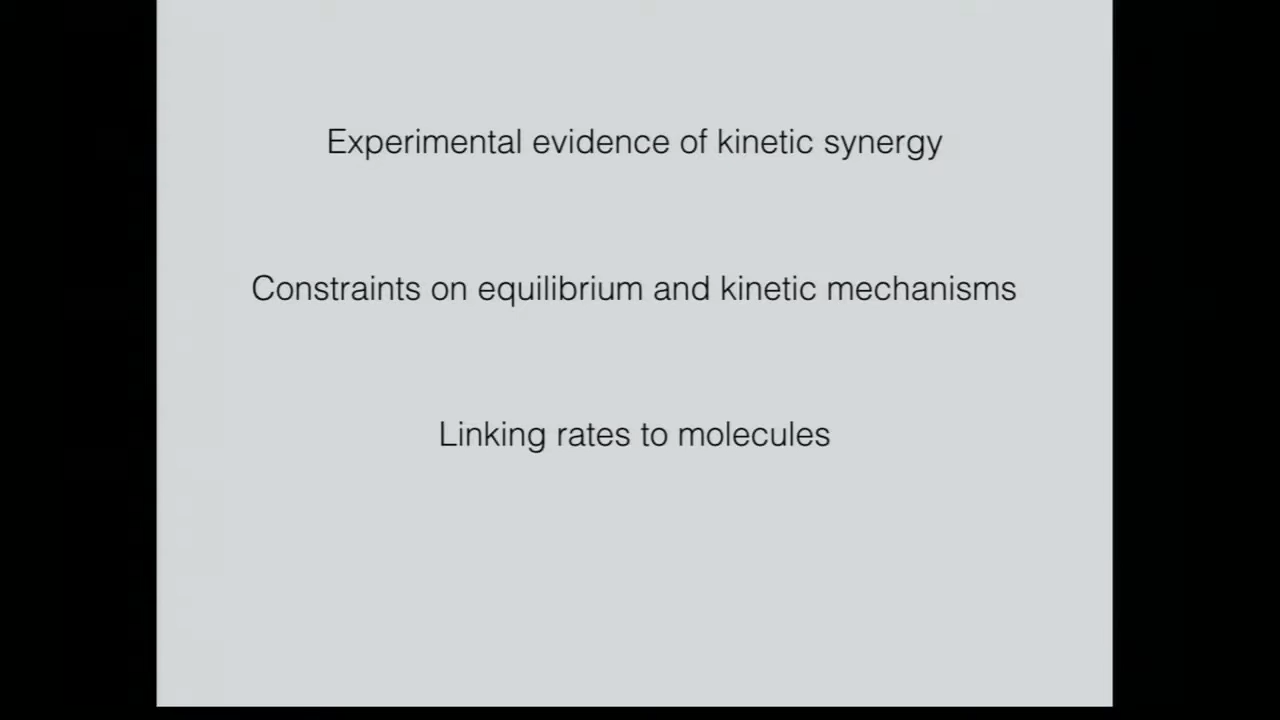 Experimental evidence of kinetic synergy
Constraints on equilibrium and kinetic mechanisms
Linking rates to molecules